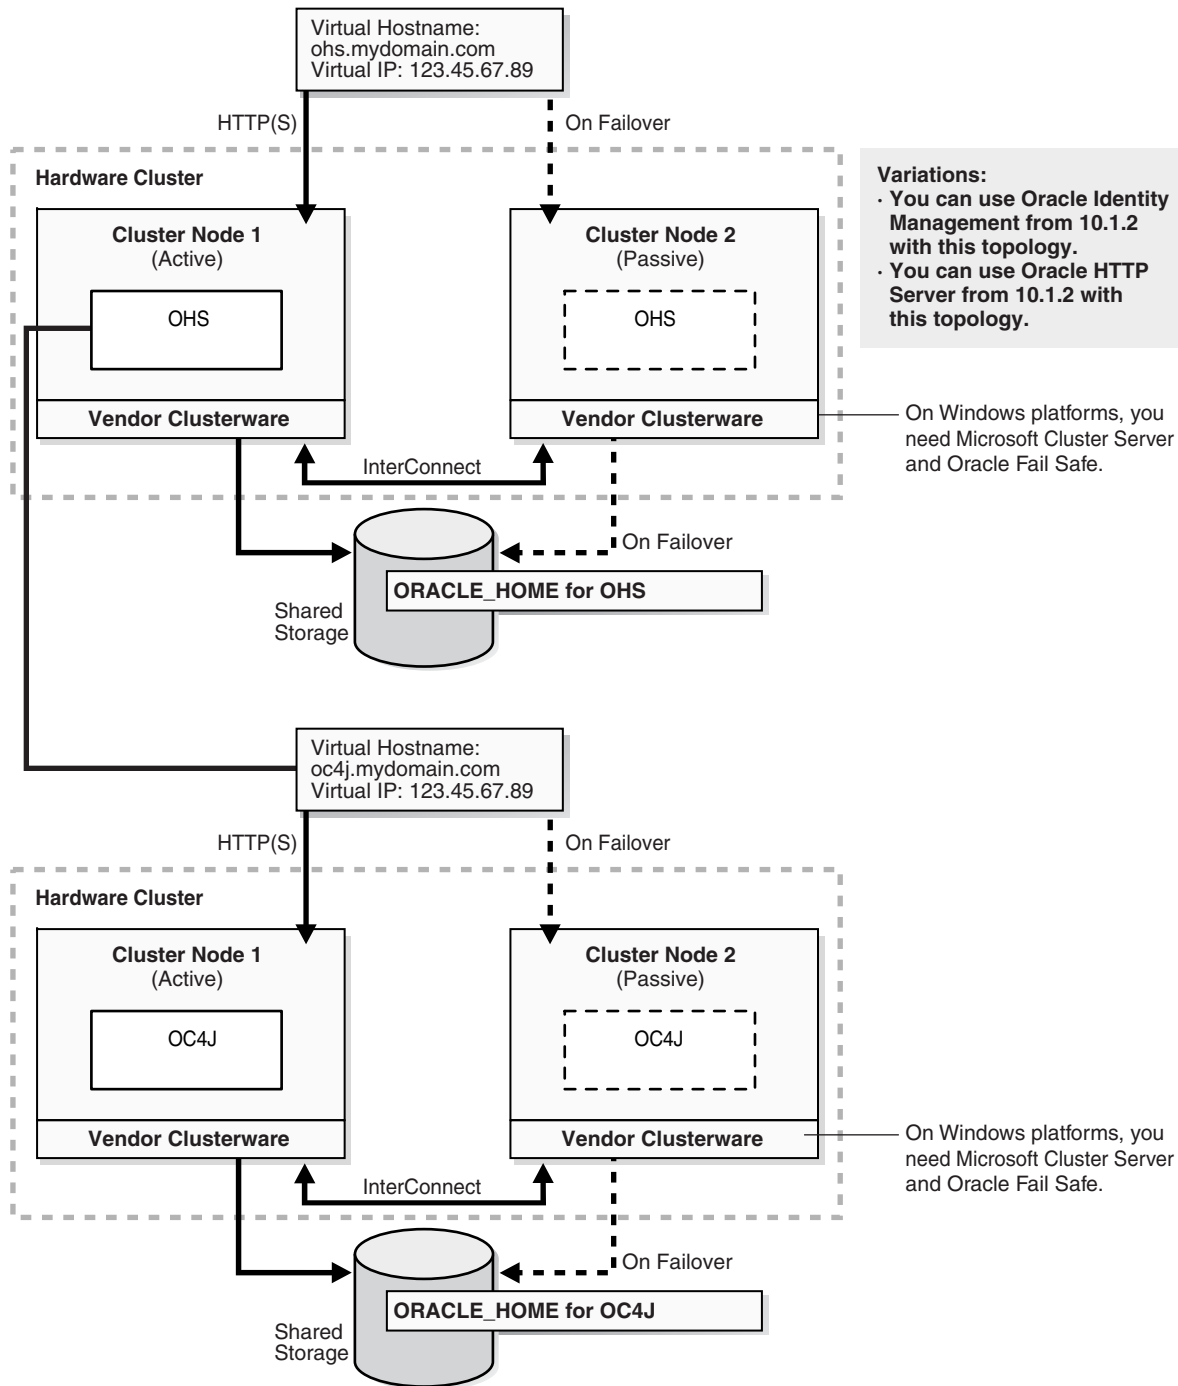 Virtual Hostname:
ohs.mydomain.com
Virtual IP: 123.45.67.89
HTTP(S)
On Failover
Hardware Cluster
Cluster Node 1
(Active)
OHS
Vendor Clusterware
Cluster Node 2
(Passive)
OHS
Vendor Clusterware
Variations:
· You can use Oracle Identity
Management from 10.1.2
with this topology.
· You can use Oracle HTTP
Server from 10.1.2 with
this topology.
On Windows platforms, you
need Microsoft Cluster Server
and Oracle Fail Safe.
InterConnect
On Failover
ORACLE_HOME for OHS
Shared
Storage
Virtual Hostname:
oc4j.mydomain.com
Virtual IP: 123.45.67.89
HTTP(S)
On Failover
Hardware Cluster
Cluster Node 1
(Active)
OC4J
Vendor Clusterware
Cluster Node 2
(Passive)
OC4J
Vendor Clusterware
On Windows platforms, you
need Microsoft Cluster Server
and Oracle Fail Safe.
InterConnect
On Failover
ORACLE_HOME for OC4J
Shared
Storage